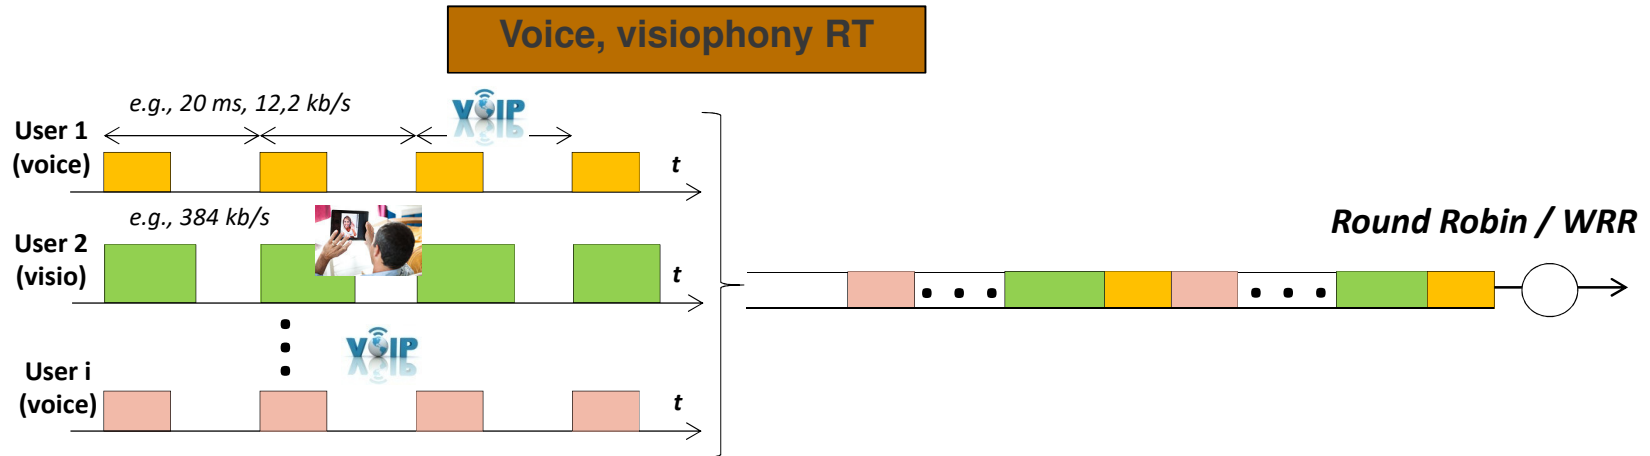 Voice, visiophony RT
e.g., 20 ms, 12,2 kb/s
VOIP
User 1
(voice)
t
e.g., 384 kb/s
User 2
(visio)
t
Round Robin / WRR
VOIP
User i
(voice)
t